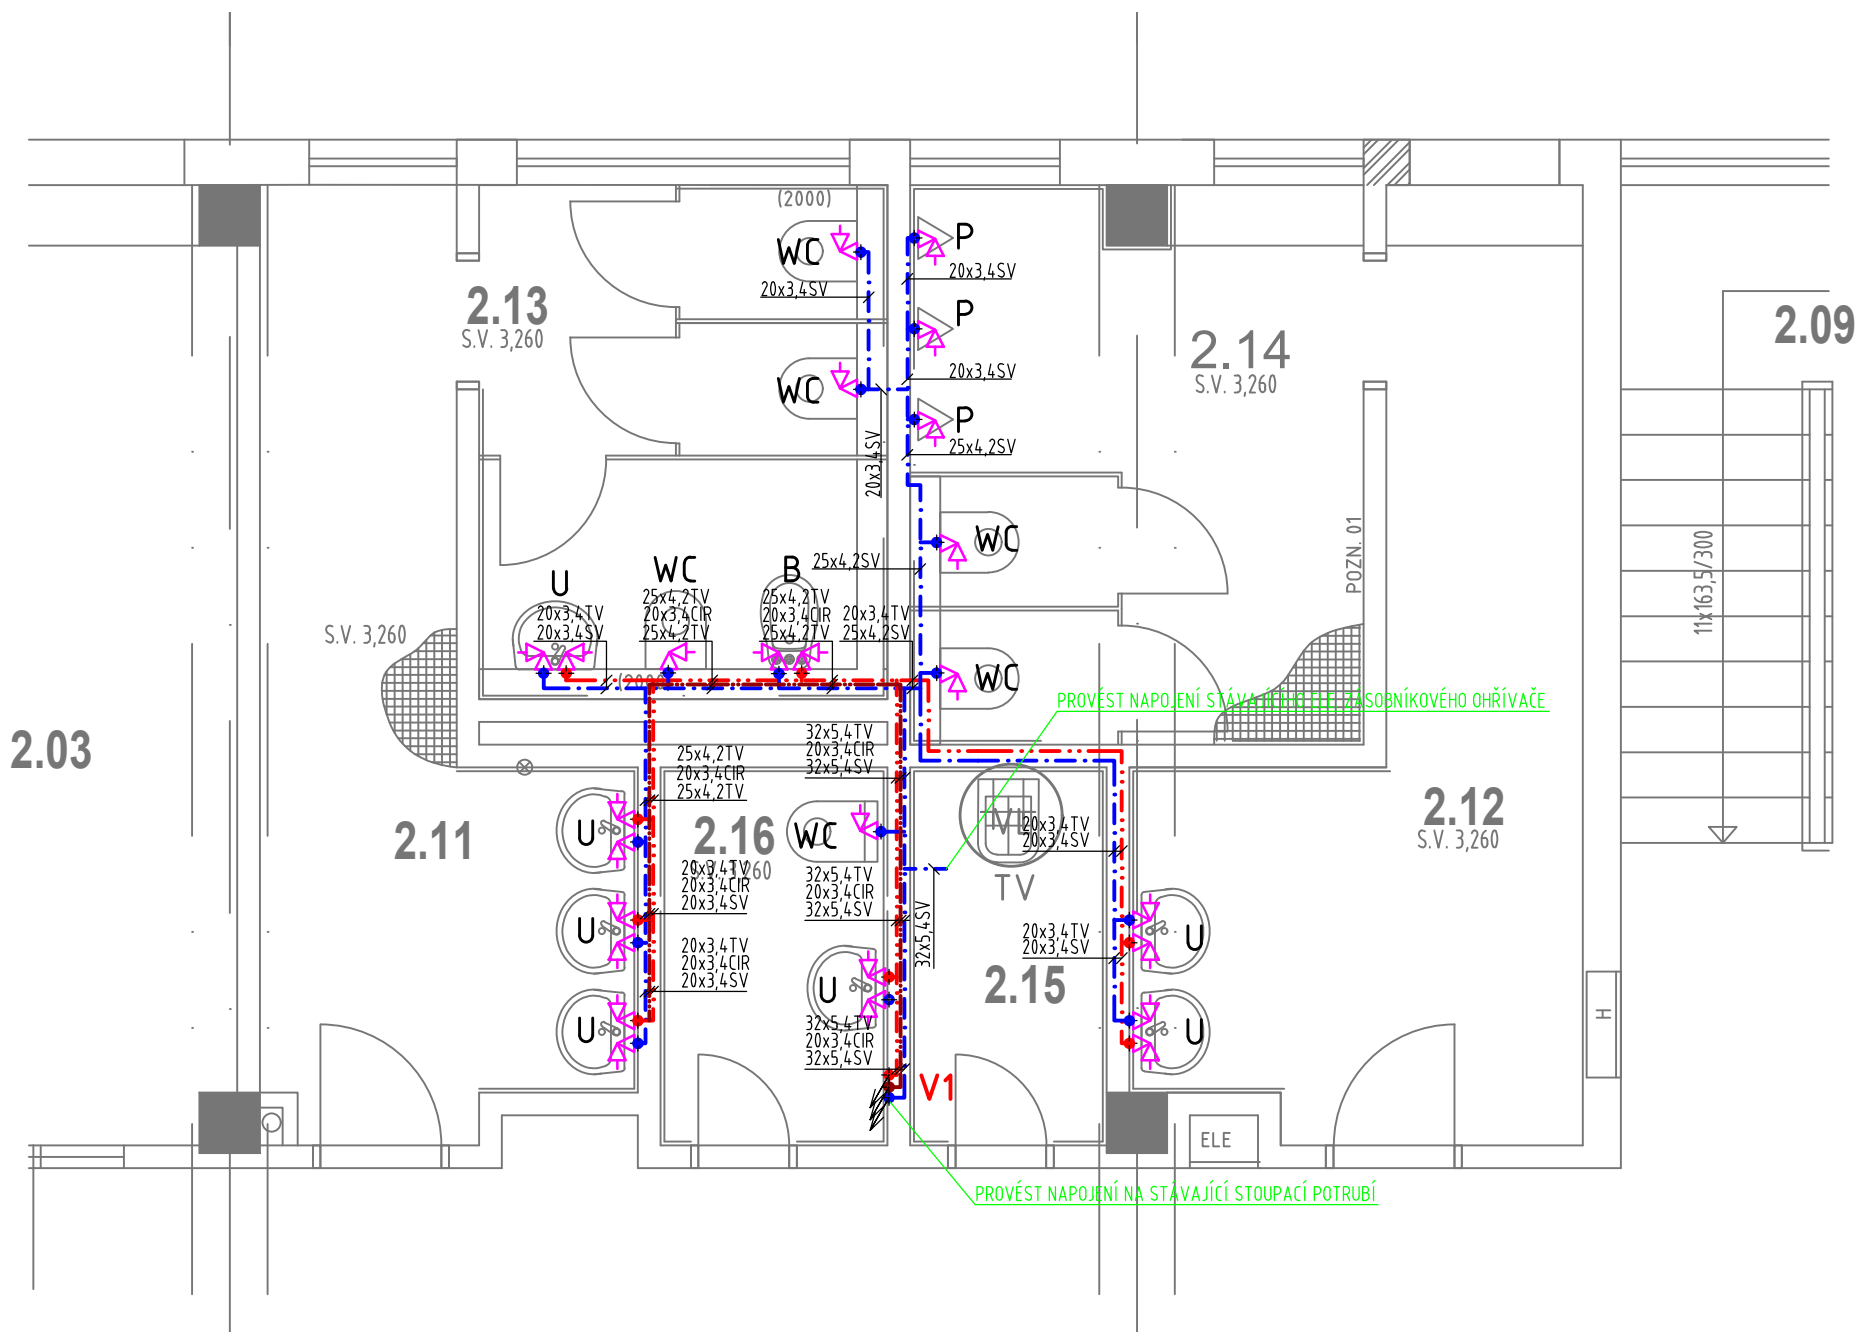 (2000)
WC
P
20x3,4SV
20x3,4SV
2.13
S.V. 3,260
P
2.14
S.V. 3,260
2.09
WC
20x3,4SV
P
25x4,2SV
20x3,4SV
WC
POZN. 01
11x163,5/300
25x4,2SV
U
WC
B
25x4,2TV
20x3,4CIR
25x4,2TV
25x4,2TV
20x3,4CIR
25x4,2TV
20x3,4TV
20x3,4SV
20x3,4TV
25x4,2SV
S.V. 3,260
WC
(2000)
PROVÉST NAPOJENÍ STÁVAJÍCÍHO ELE. ZÁSOBNÍKOVÉHO OHŘÍVAČE
2.03
32x5,4TV
20x3,4CIR
32x5,4SV
25x4,2TV
20x3,4CIR
25x4,2TV
2.11
U
2.16
S.V. 3,260
WC
VL
20x3,4TV
20x3,4SV
2.12
S.V. 3,260
TV
20x3,4TV
20x3,4CIR
20x3,4SV
32x5,4TV
20x3,4CIR
32x5,4SV
32x5,4SV
U
20x3,4TV
20x3,4CIR
20x3,4SV
20x3,4TV
20x3,4SV
U
2.15
U
U
32x5,4TV
20x3,4CIR
32x5,4SV
U
H
V1
ELE
PROVÉST NAPOJENÍ NA STÁVAJÍCÍ STOUPACÍ POTRUBÍ